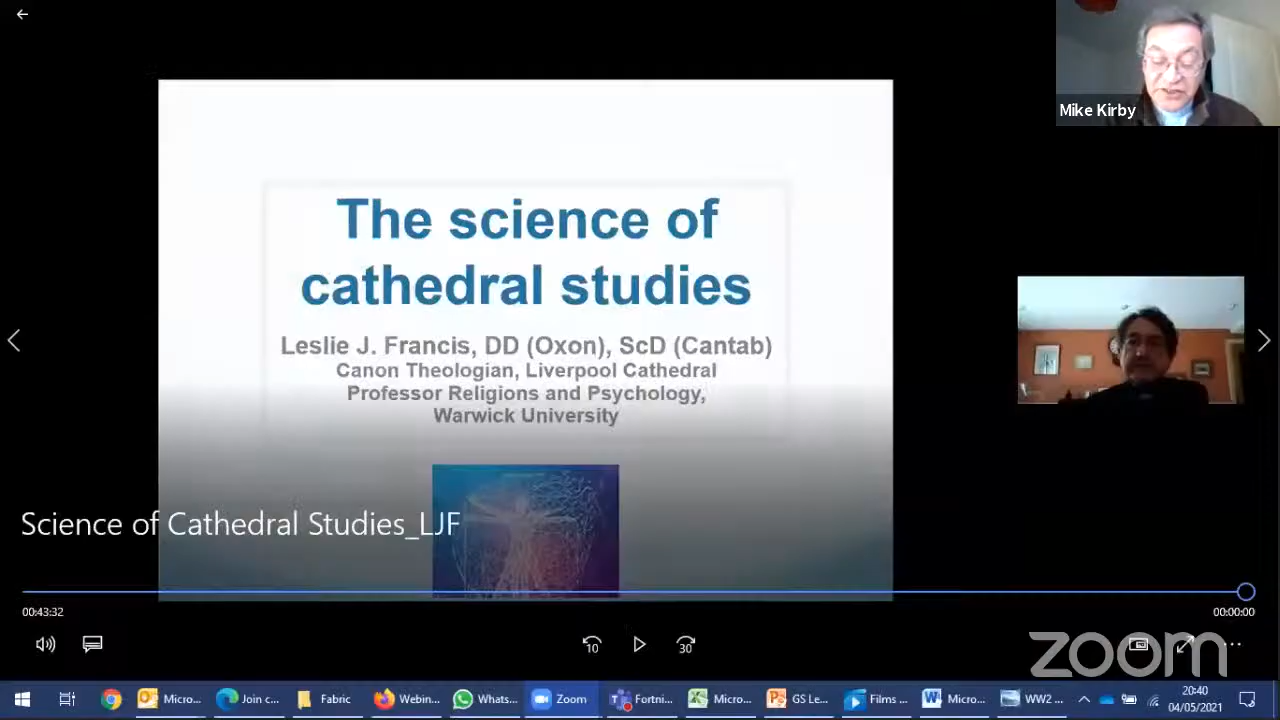 Mike Kirby
The science of
cathedral studies
Leslie J. Francis, DD (Oxon), ScD (Cantab)
Canon Theologian, Liverpool Cathedral
Professor Religions and Psychology,
Warwick University
Science of Cathedral Studies_LJF
00:43:32
00:00:00
10
30
zoom
Micro...
Join c...
Fabric
Webin...
Whats...
Zoom
Fortni...
Micro...
GS Le...
Films ...
Micro...
WW2 ...
20:40
04/05/2021